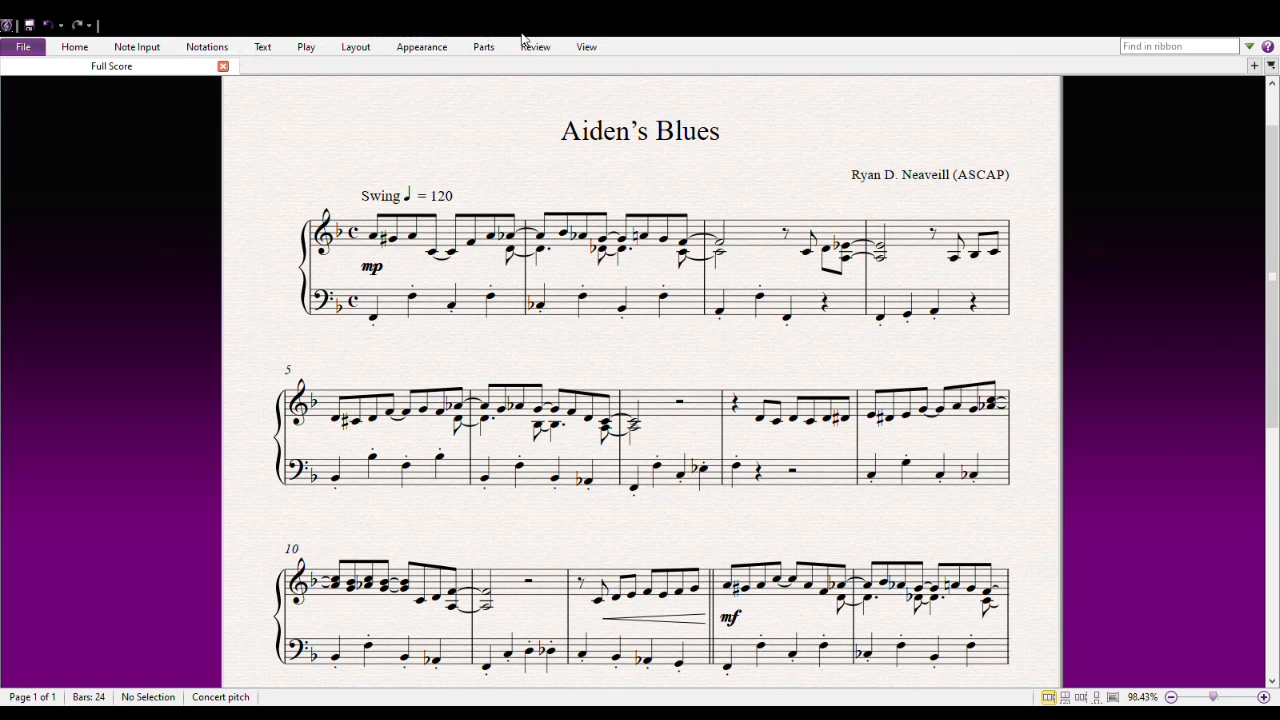 File Home Note Input Notations Text Play Layout Appearance Parts Review View Find in ribbon
Full Score
Aiden’s Blues
Ryan D. Neaveill (ASCAP)
Swing ♩ = 120
mp
5
10
mf
Page 1 of 1 Bars: 24 No Selection Concert pitch 98.43%